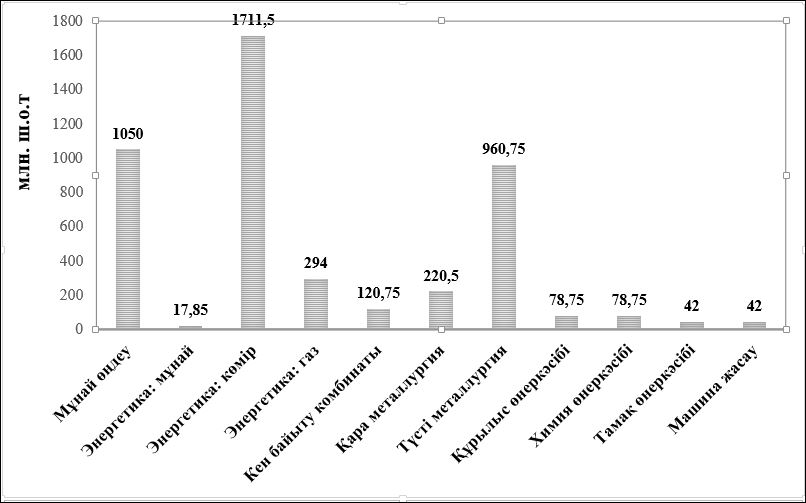 млн. ш.о.т
1800
1600
1400
1200
1000
800
600
400
200
0
1050
17,85
1711,5
294
120,75
220,5
960,75
78,75
78,75
42
42
Мұнай өңдеу
Энергетика: мұнай
Энергетика: көмір
Энергетика: газ
Кен байыту комбинаты
Қара металлургия
Түсті металлургия
Құрылыс өнеркәсібі
Химия өнеркәсібі
Тамақ өнеркәсібі
Машина жасау